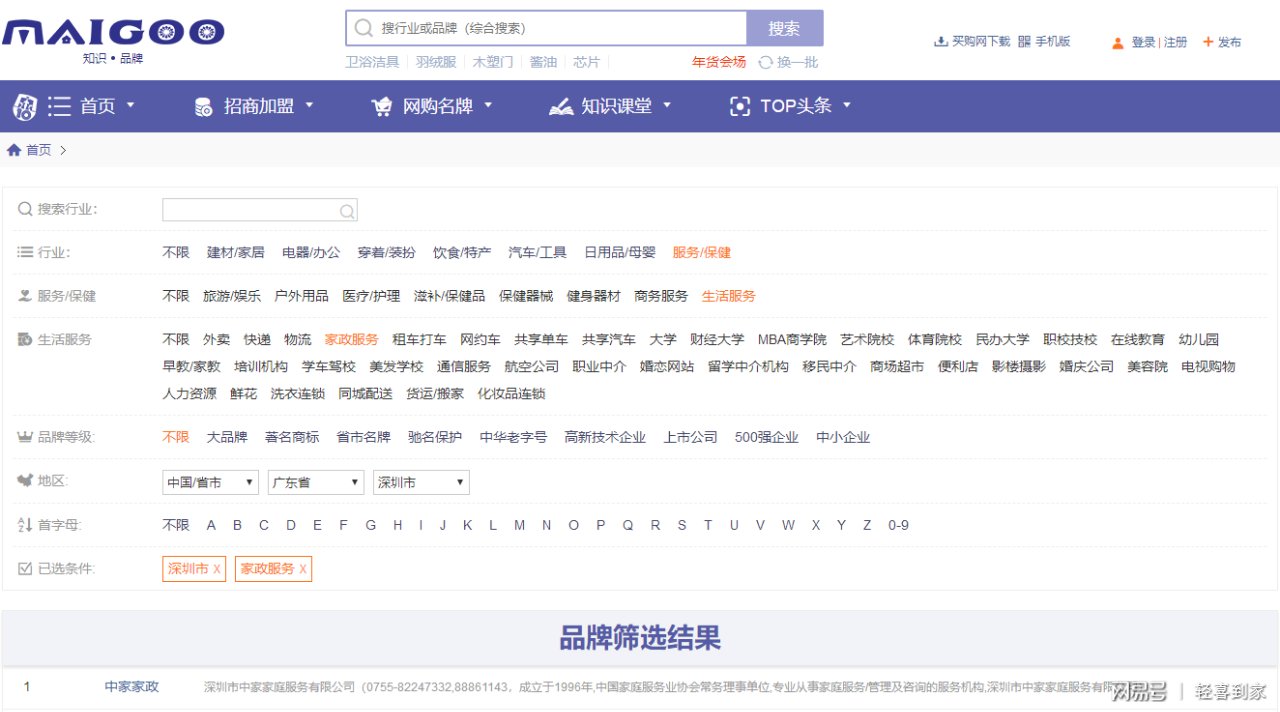 MAIGOO
知识 • 品牌
搜行业或品牌（综合搜索） 搜索
卫浴洁具 羽绒服 木塑门 酱油 芯片 年货会场 换一批
买购网下载 手机版 登录 | 注册 + 发布
首页 招商加盟 网购名牌 知识课堂 TOP头条
首页 >
搜索行业：
行业： 不限 建材/家居 电器/办公 穿着/装扮 饮食/特产 汽车/工具 日用品/母婴 服务/保健
服务/保健 不限 旅游/娱乐 户外用品 医疗/护理 滋补/保健品 保健器械 健身器材 商务服务 生活服务
生活服务 不限 外卖 快递 物流 家政服务 租车打车 网约车 共享单车 共享汽车 大学 财经大学 MBA商学院 艺术院校 体育院校 民办大学 职校技校 在线教育 幼儿园
早教/家教 培训机构 学车驾校 美发学校 通信服务 航空公司 职业中介 婚恋网站 留学中介机构 移民中介 商场超市 便利店 影楼摄影 婚庆公司 美容院 电视购物
人力资源 鲜花 洗衣连锁 同城配送 货运/搬家 化妆品连锁
品牌等级: 不限 大品牌 著名商标 省市名牌 驰名保护 中华老字号 高新技术企业 上市公司 500强企业 中小企业
地区: 中国/省市 广东省 深圳市
首字母: 不限 A B C D E F G H I J K L M N O P Q R S T U V W X Y Z 0-9
已选条件: 深圳市 x 家政服务 x
品牌筛选结果
1 中家家政 深圳市中家家庭服务有限公司（0755-82247332,88861143，成立于1996年,中国家庭服务业协会常务理事单位,专业从事家庭服务/管理及咨询的服务机构,深圳市中家家庭服务有限
网易号 | 轻喜到家